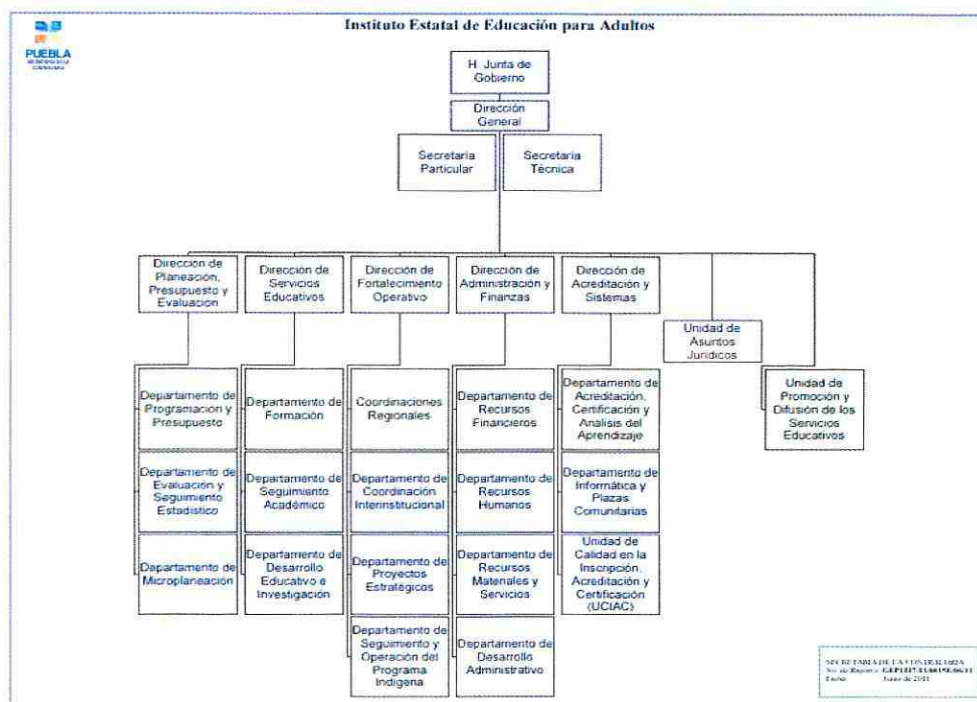 Instituto Estatal de Educación para Adultos
PUEBLA
H. Junta de
Gobierno
Dirección
General
Secretaria
Particular
Secretaria
Técnica
Dirección de
Planeación,
Presupuesto y
Evaluación
Dirección de
Servicios
Educativos
Dirección de
Fortalecimiento
Operativo
Dirección de
Administración y
Finanzas
Dirección de
Acreditación y
Sistemas
Unidad de
Asuntos
Jurídicos
Unidad de
Promoción y
Difusión de los
Servicios
Educativos
Departamento de
Programación y
Presupuesto
Departamento de
Formación
Coordinaciones
Regionales
Departamento de
Recursos
Financieros
Departamento de
Acreditación,
Certificación y
Analisis del
Aprendizaje
Departamento de
Evaluación y
Seguimiento
Estadístico
Departamento de
Seguimiento
Académico
Departamento de
Coordinación
Interinstitucional
Departamento de
Recursos
Humanos
Departamento de
Informática y
Plazas
Comunitarias
Departamento
de Microplaneación
Departamento de
Desarrollo
Educativo e
Investigación
Departamento de
Proyectos
Estratégicos
Departamento de
Recursos
Materiales y
Servicios
Unidad de
Calidad en la
Inscripción,
Acreditación y
Certificación
(UCIAC)
Departamento de
Seguimiento y
Operación del
Programa
Indígena
Departamento de
Desarrollo
Administrativo
SECRETARIA DE LA CONTRALORIA